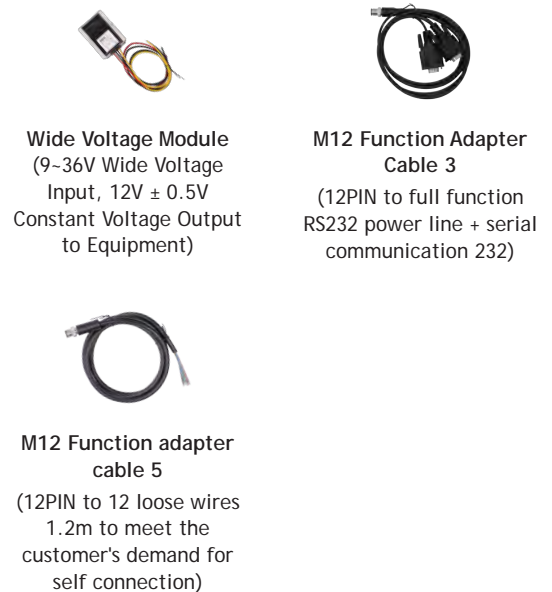 Wide Voltage Module
(9~36V Wide Voltage
Input, 12V ± 0.5V
Constant Voltage Output
to Equipment)
M12 Function Adapter
Cable 3
(12PIN to full function
RS232 power line + serial
communication 232)
M12 Function adapter
cable 5
(12PIN to 12 loose wires
1.2m to meet the
customer's demand for
self connection)